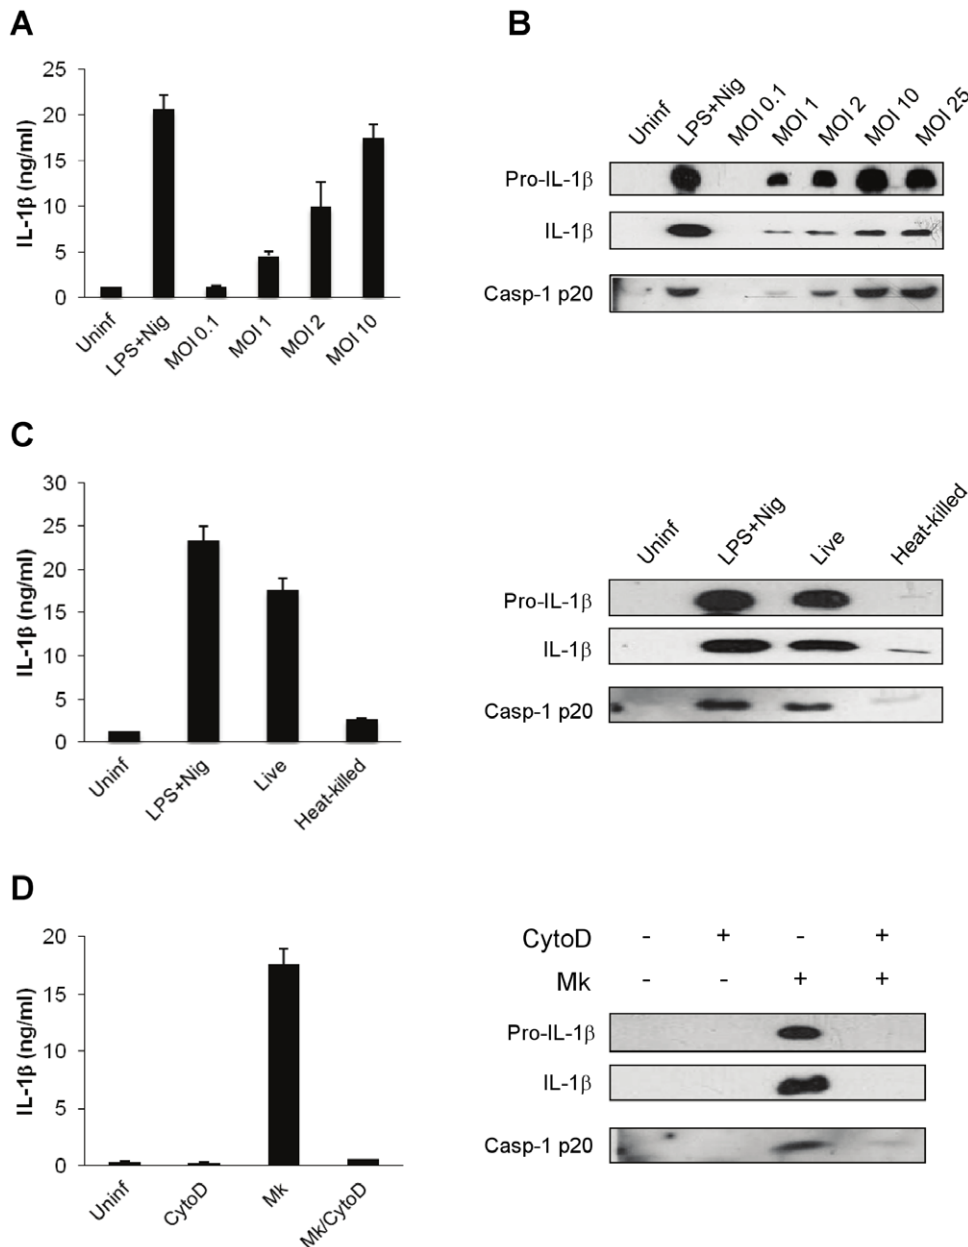 A
IL-1β (ng/ml)
25
20
15
10
5
0
Uninf
LPS+Nig
MOI 0.1
MOI 1
MOI 2
MOI 10
B
Uninf
LPS+Nig
MOI 0.1
MOI 1
MOI 2
MOI 10
MOI 25
Pro-IL-1β
IL-1β
Casp-1 p20
C
IL-1β (ng/ml)
30
25
20
15
10
5
0
Uninf
LPS+Nig
Live
Heat-killed
Uninf
LPS+Nig
Live
Heat-killed
Pro-IL-1β
IL-1β
Casp-1 p20
D
IL-1β (ng/ml)
20
15
10
5
0
Uninf
CytoD
Mk
Mk/CytoD
CytoD - + - +
Mk - - + +
Pro-IL-1β
IL-1β
Casp-1 p20